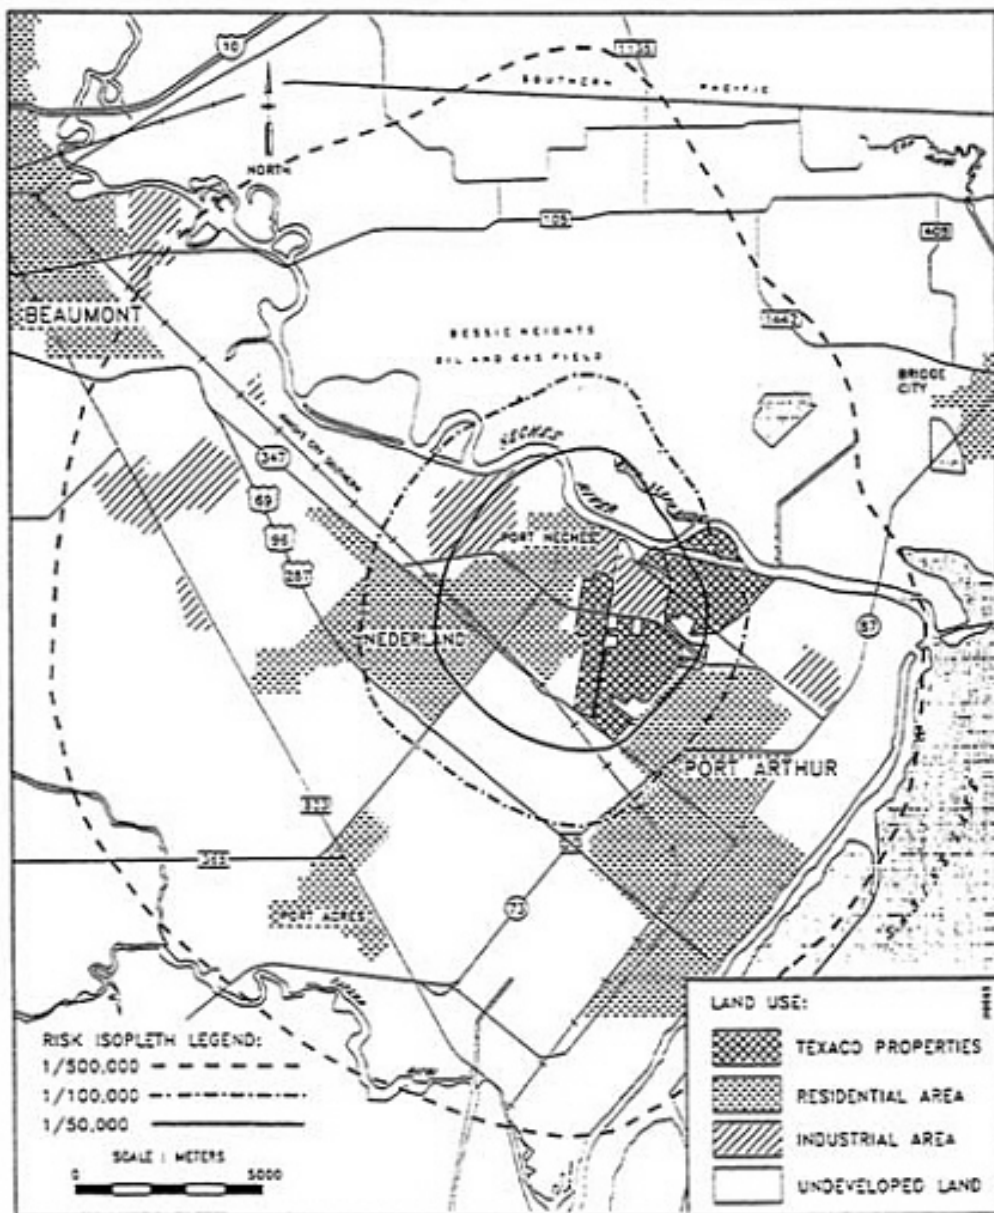 10
1135
SOUTHERN PACIFIC
NORTH
105
408
BEAUMONT
1442
BESSIE HEIGHTS
OIL AND GAS FIELD
BRIDGE
CITY
347
NECHES
RIVER
69
96
287
PORT NECHES
NEDERLAND
87
PORT ARTHUR
365
73
PORT ACRES
RISK ISOPLETH LEGEND:
1/500,000
1/100,000
1/50,000
SCALE : METERS
0 5000
LAND USE:
TEXACO PROPERTIES
RESIDENTIAL AREA
INDUSTRIAL AREA
UNDEVELOPED LAND